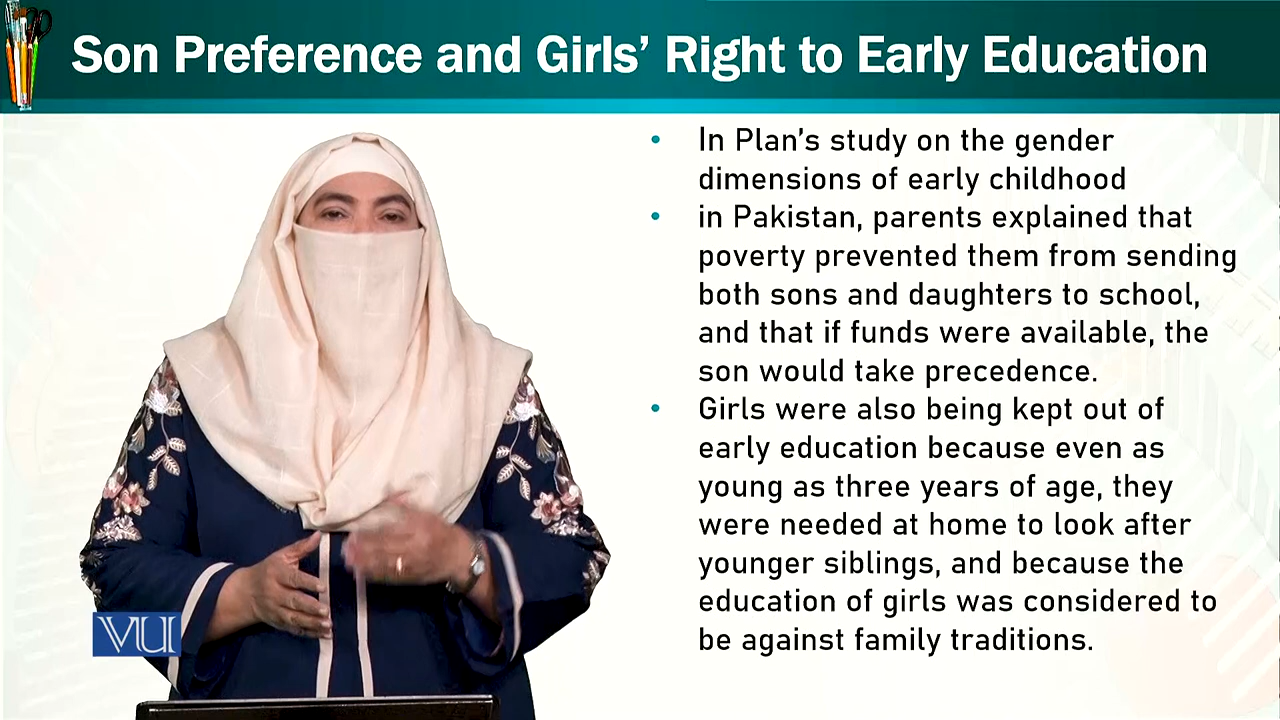 Son Preference and Girls’ Right to Early Education
• In Plan’s study on the gender
dimensions of early childhood
• in Pakistan, parents explained that
poverty prevented them from sending
both sons and daughters to school,
and that if funds were available, the
son would take precedence.
• Girls were also being kept out of
early education because even as
young as three years of age, they
were needed at home to look after
younger siblings, and because the
education of girls was considered to
be against family traditions.
VU